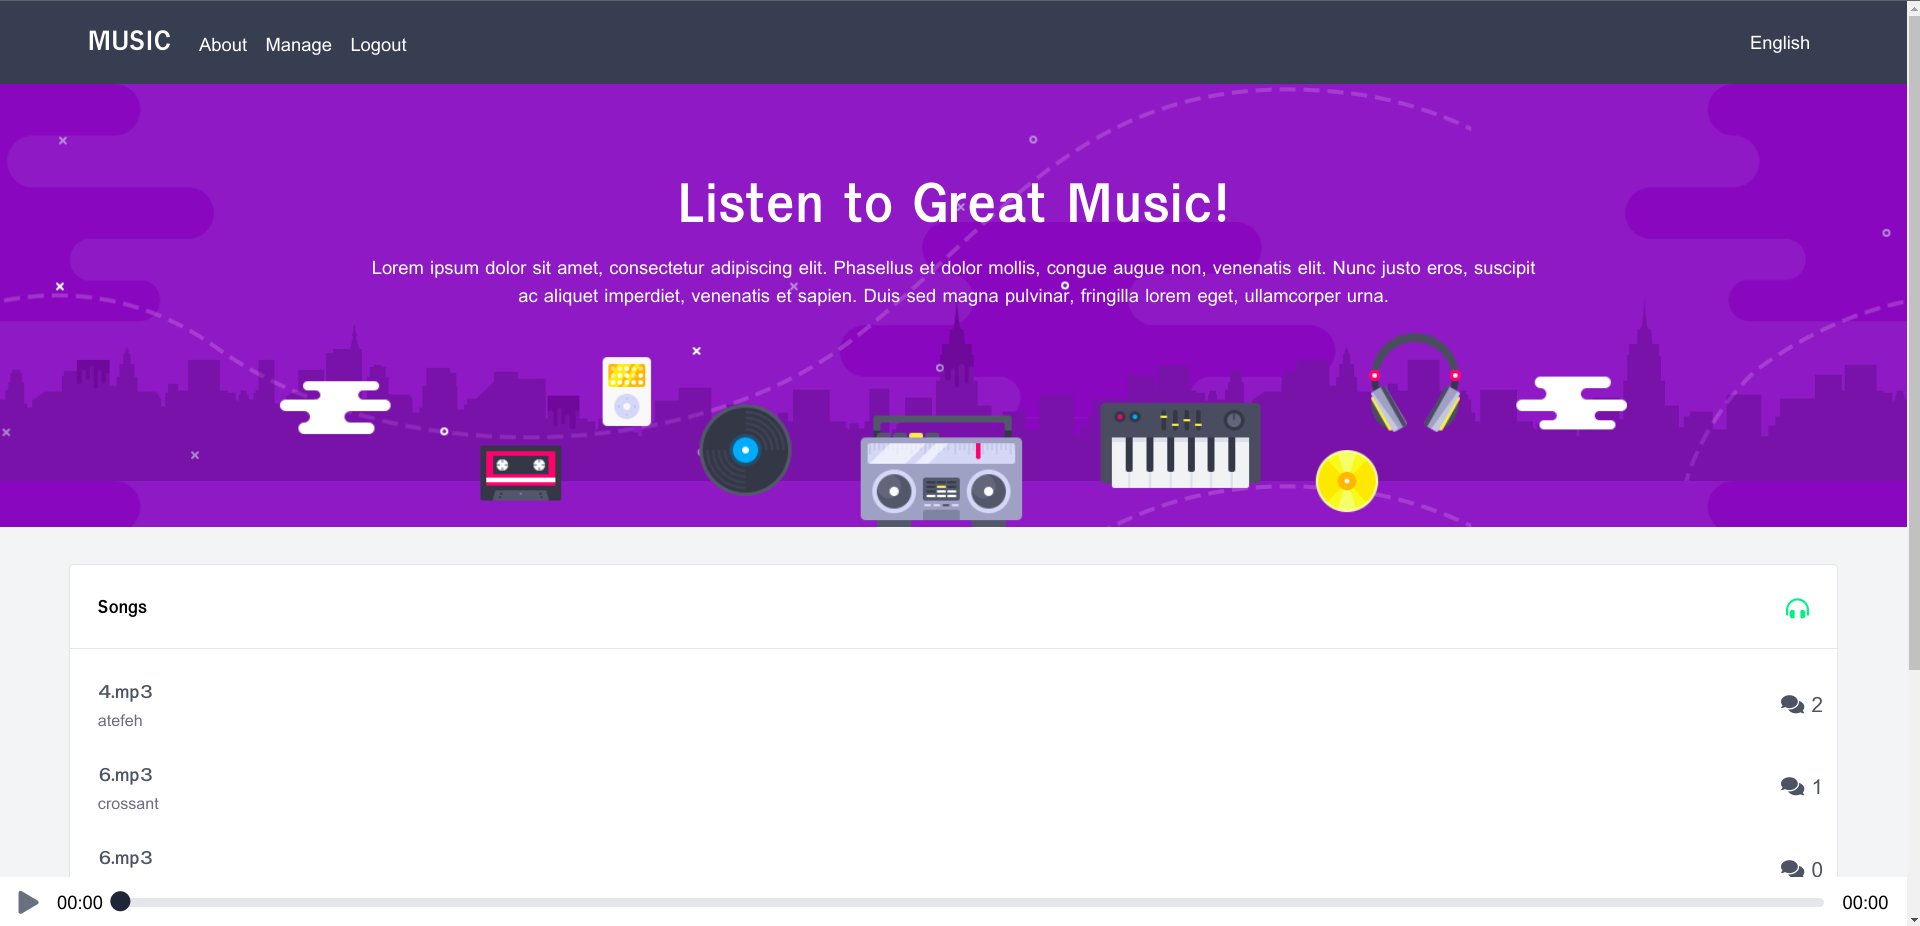 MUSIC About Manage Logout English
Listen to Great Music!
Lorem ipsum dolor sit amet, consectetur adipiscing elit. Phasellus et dolor mollis, congue augue non, venenatis elit. Nunc justo eros, suscipit
ac aliquet imperdiet, venenatis et sapien. Duis sed magna pulvinar, fringilla lorem eget, ullamcorper urna.
Songs
4.mp3
atefeh
2
6.mp3
crossant
1
6.mp3
0
00:00 00:00